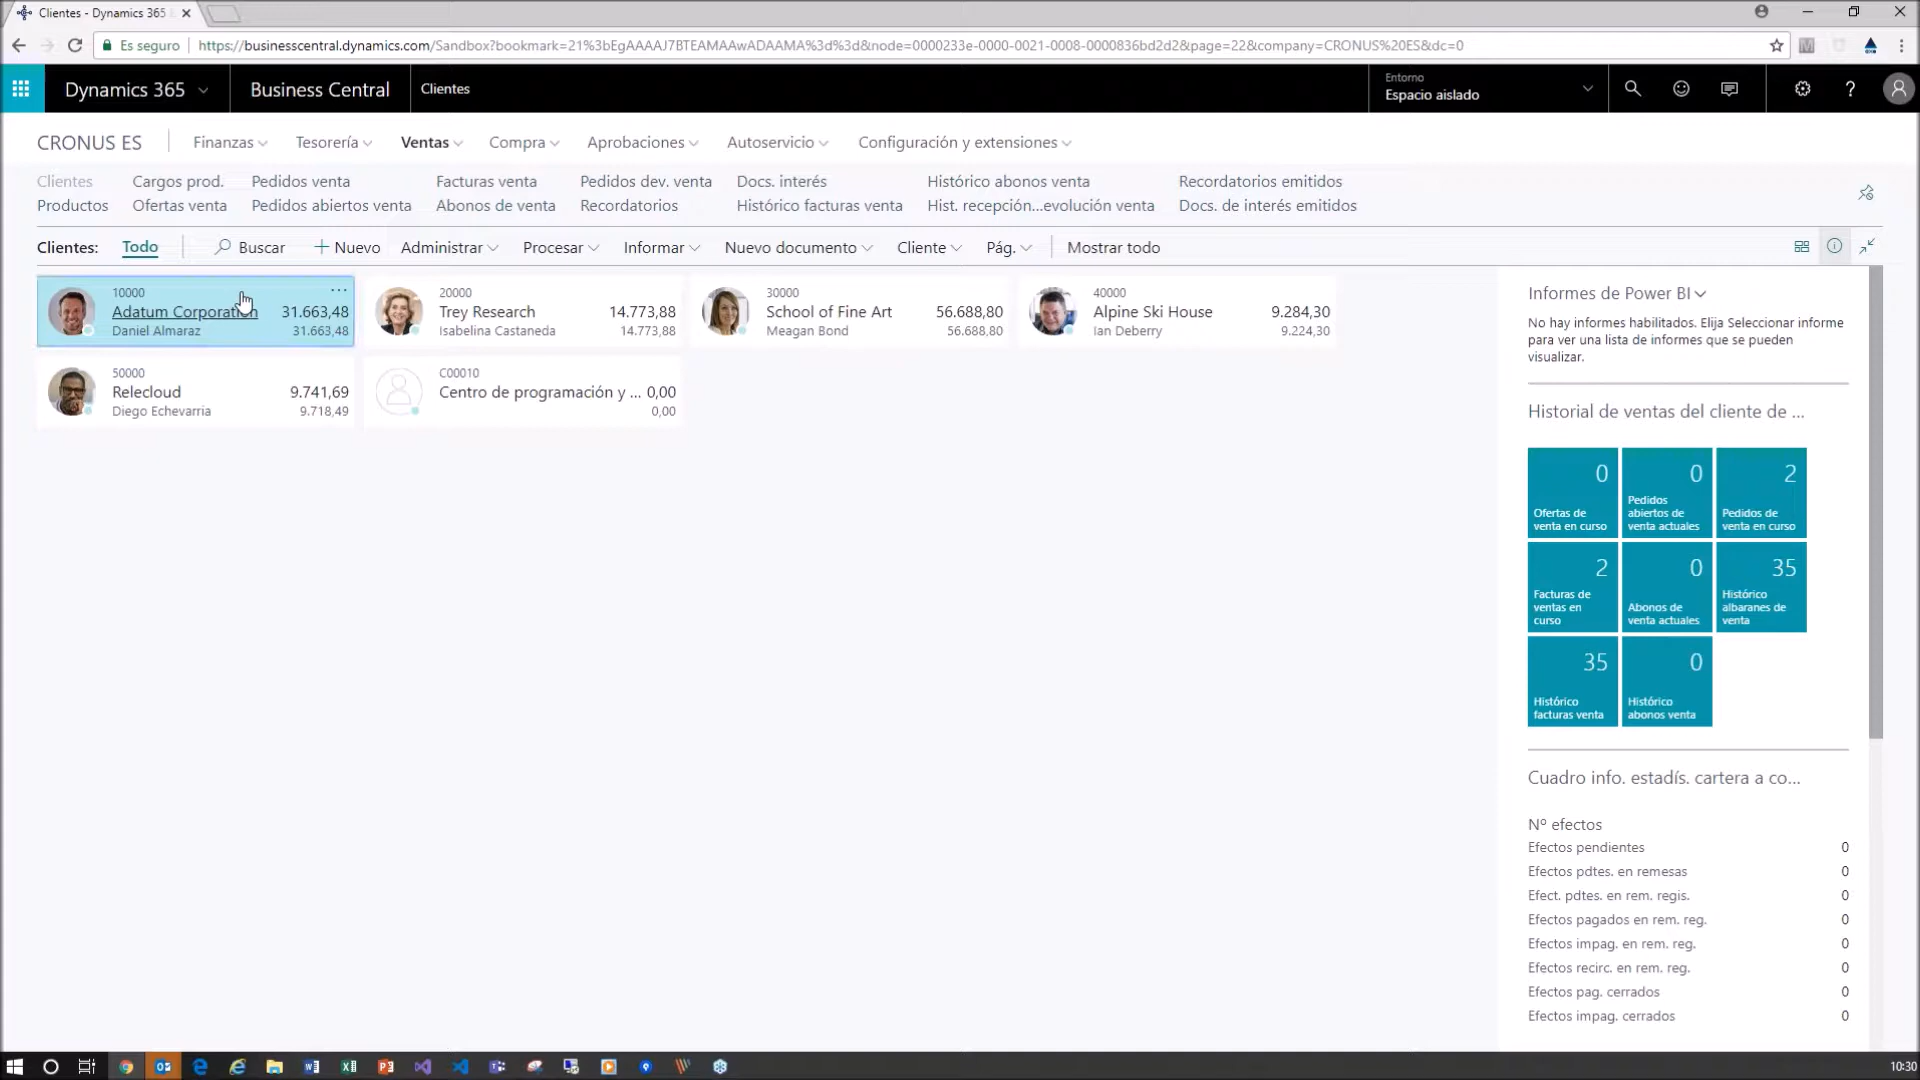 Clientes - Dynamics 365
Es seguro https://businesscentral.dynamics.com/Sandbox?bookmark=21%3bEgAAAAJ7BTEAMAAwADAAMA%3d%3d&node=0000233e-0000-0021-0008-0000836bd2d2&page=22&company=CRONUS%20ES&dc=0
Dynamics 365 Business Central Clientes
Entorno
Espacio aislado
CRONUS ES Finanzas Tesorería Ventas Compra Aprobaciones Autoservicio Configuración y extensiones
Clientes Cargos prod. Pedidos venta Facturas venta Pedidos dev. venta Docs. interés Histórico abonos venta Recordatorios emitidos
Productos Ofertas venta Pedidos abiertos venta Abonos de venta Recordatorios Histórico facturas venta Hist. recepción...evolución venta Docs. de interés emitidos
Clientes: Todo Buscar + Nuevo Administrar Procesar Informar Nuevo documento Cliente Pág. Mostrar todo
10000
Adatum Corporation 31.663,48
Daniel Almaraz 31.663,48
20000
Trey Research 14.773,88
Isabelina Castaneda 14.773,88
30000
School of Fine Art 56.688,80
Meagan Bond 56.688,80
40000
Alpine Ski House 9.284,30
Ian Deberry 9.224,30
50000
Relecloud 9.741,69
Diego Echevarria 9.718,49
C00010
Centro de programación y ... 0,00
0,00
Informes de Power BI
No hay informes habilitados. Elija Seleccionar informe
para ver una lista de informes que se pueden
visualizar.
Historial de ventas del cliente de ...
0
Ofertas de
venta en curso
0
Pedidos
abiertos de
venta actuales
2
Pedidos de
venta en curso
2
Facturas de
ventas en
curso
0
Abonos de
venta actuales
35
Histórico
albaranes de
venta
35
Histórico
facturas venta
0
Histórico
abonos venta
Cuadro info. estadís. cartera a co...
Nº efectos
Efectos pendientes 0
Efectos pdtes. en remesas 0
Efect. pdtes. en rem. regis. 0
Efectos pagados en rem. reg. 0
Efectos impag. en rem. reg. 0
Efectos recirc. en rem. reg. 0
Efectos pag. cerrados 0
Efectos impag. cerrados 0
10:30